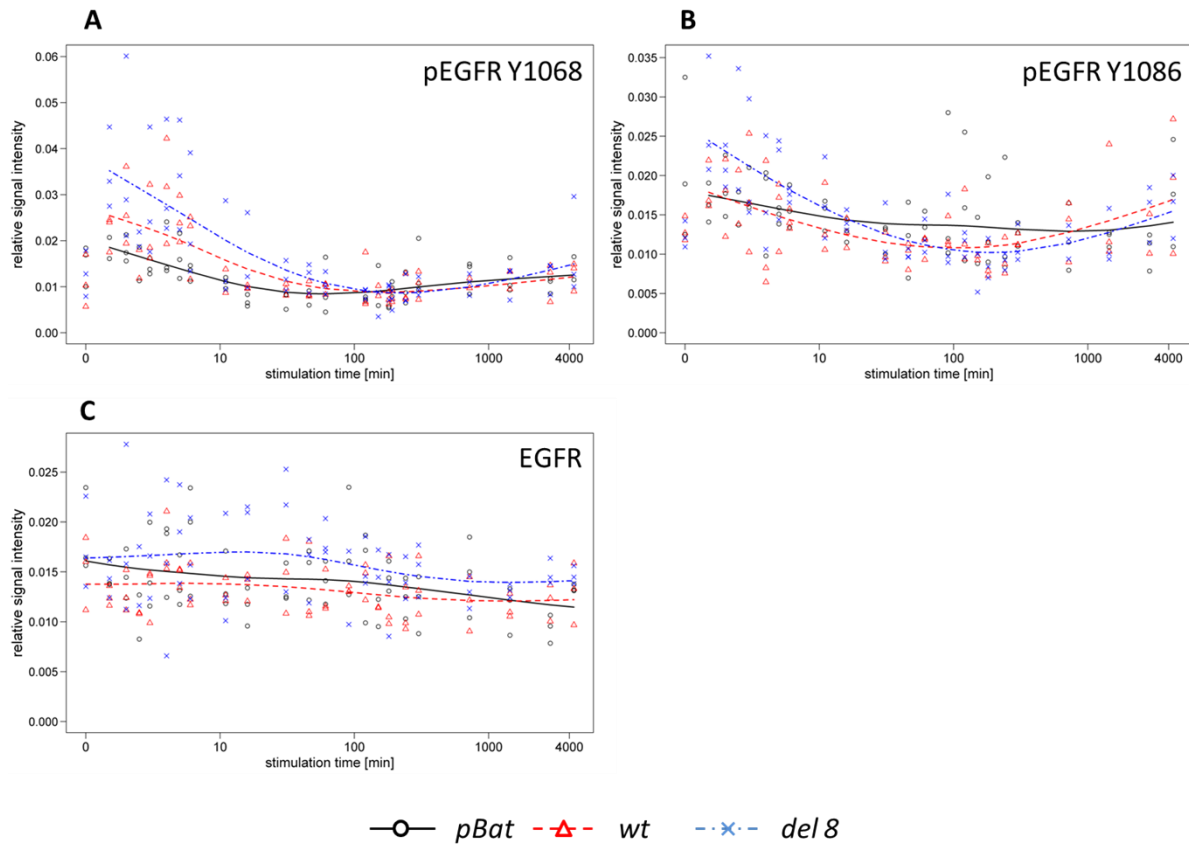 A
pEGFR Y1068
relative signal intensity
0.06
0.05
0.04
0.03
0.02
0.01
0.00
0 10 100 1000 4000
stimulation time [min]
B
pEGFR Y1086
relative signal intensity
0.035
0.030
0.025
0.020
0.015
0.010
0.005
0.000
0 10 100 1000 4000
stimulation time [min]
C
EGFR
relative signal intensity
0.025
0.020
0.015
0.010
0.005
0.000
0 10 100 1000 4000
stimulation time [min]
pBat wt del 8